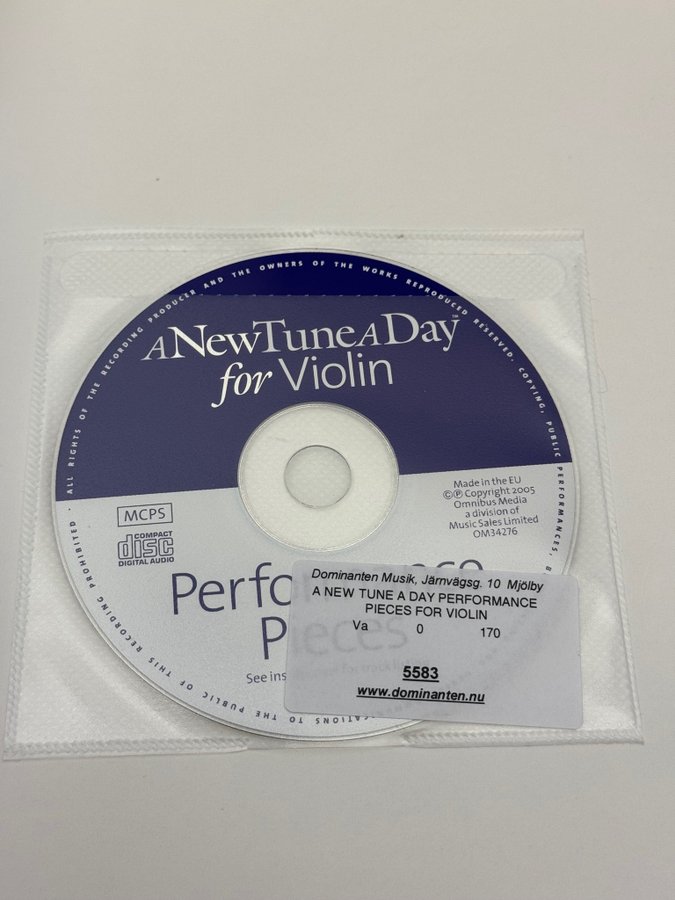 ALL RIGHTS OF THE RECORDING PRODUCER AND THE OWNERS OF THE WORKS REPRODUCED RESERVED. COPYING, PUBLIC PERFORMANCES, B
CATIONS TO THE PUBLIC OF THIS RECORDING PROHIBITED
A New Tune A Day™
for Violin
MCPS
COMPACT
disc
DIGITAL AUDIO
Made in the EU
©℗ Copyright 2005
Omnibus Media
a division of
Music Sales Limited
OM34276
Performance
Pieces
See ins
Dominanten Musik, Järnvägsg. 10 Mjölby
A NEW TUNE A DAY PERFORMANCE
PIECES FOR VIOLIN
Va 0 170
5583
www.dominanten.nu